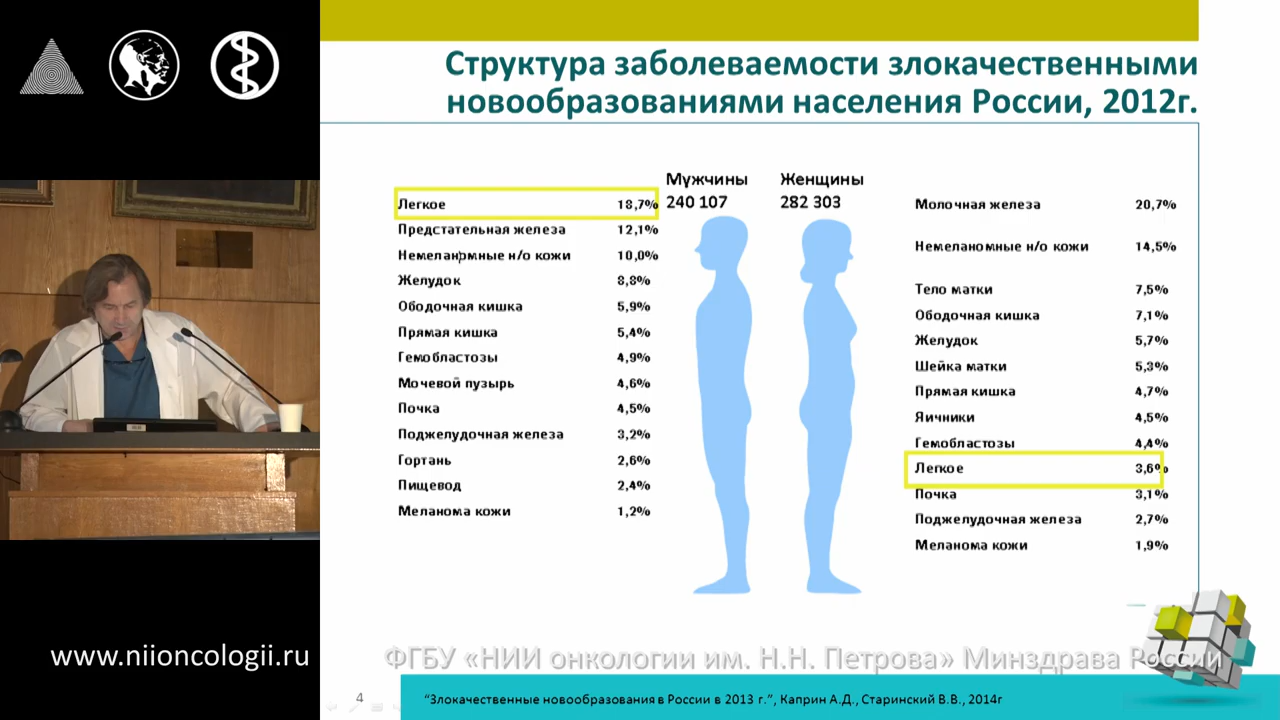 Структура заболеваемости злокачественными
новообразованиями населения России, 2012г.
Мужчины
240 107
Женщины
282 303
Легкое 18,7%
Предстательная железа 12,1%
Немеланомные н/о кожи 10,0%
Желудок 8,8%
Ободочная кишка 5,9%
Прямая кишка 5,4%
Гемобластозы 4,9%
Мочевой пузырь 4,6%
Почка 4,5%
Поджелудочная железа 3,2%
Гортань 2,6%
Пищевод 2,4%
Меланома кожи 1,2%
Молочная железа 20,7%
Немеланомные н/о кожи 14,5%
Тело матки 7,5%
Ободочная кишка 7,1%
Желудок 5,7%
Шейка матки 5,3%
Прямая кишка 4,7%
Яичники 4,5%
Гемобластозы 4,4%
Легкое 3,6%
Почка 3,1%
Поджелудочная железа 2,7%
Меланома кожи 1,9%
www.niioncologii.ru
ФГБУ «НИИ онкологии им. Н.Н. Петрова» Минздрава России
4
“Злокачественные новообразования в России в 2013 г.”, Каприн А.Д., Старинский В.В., 2014г